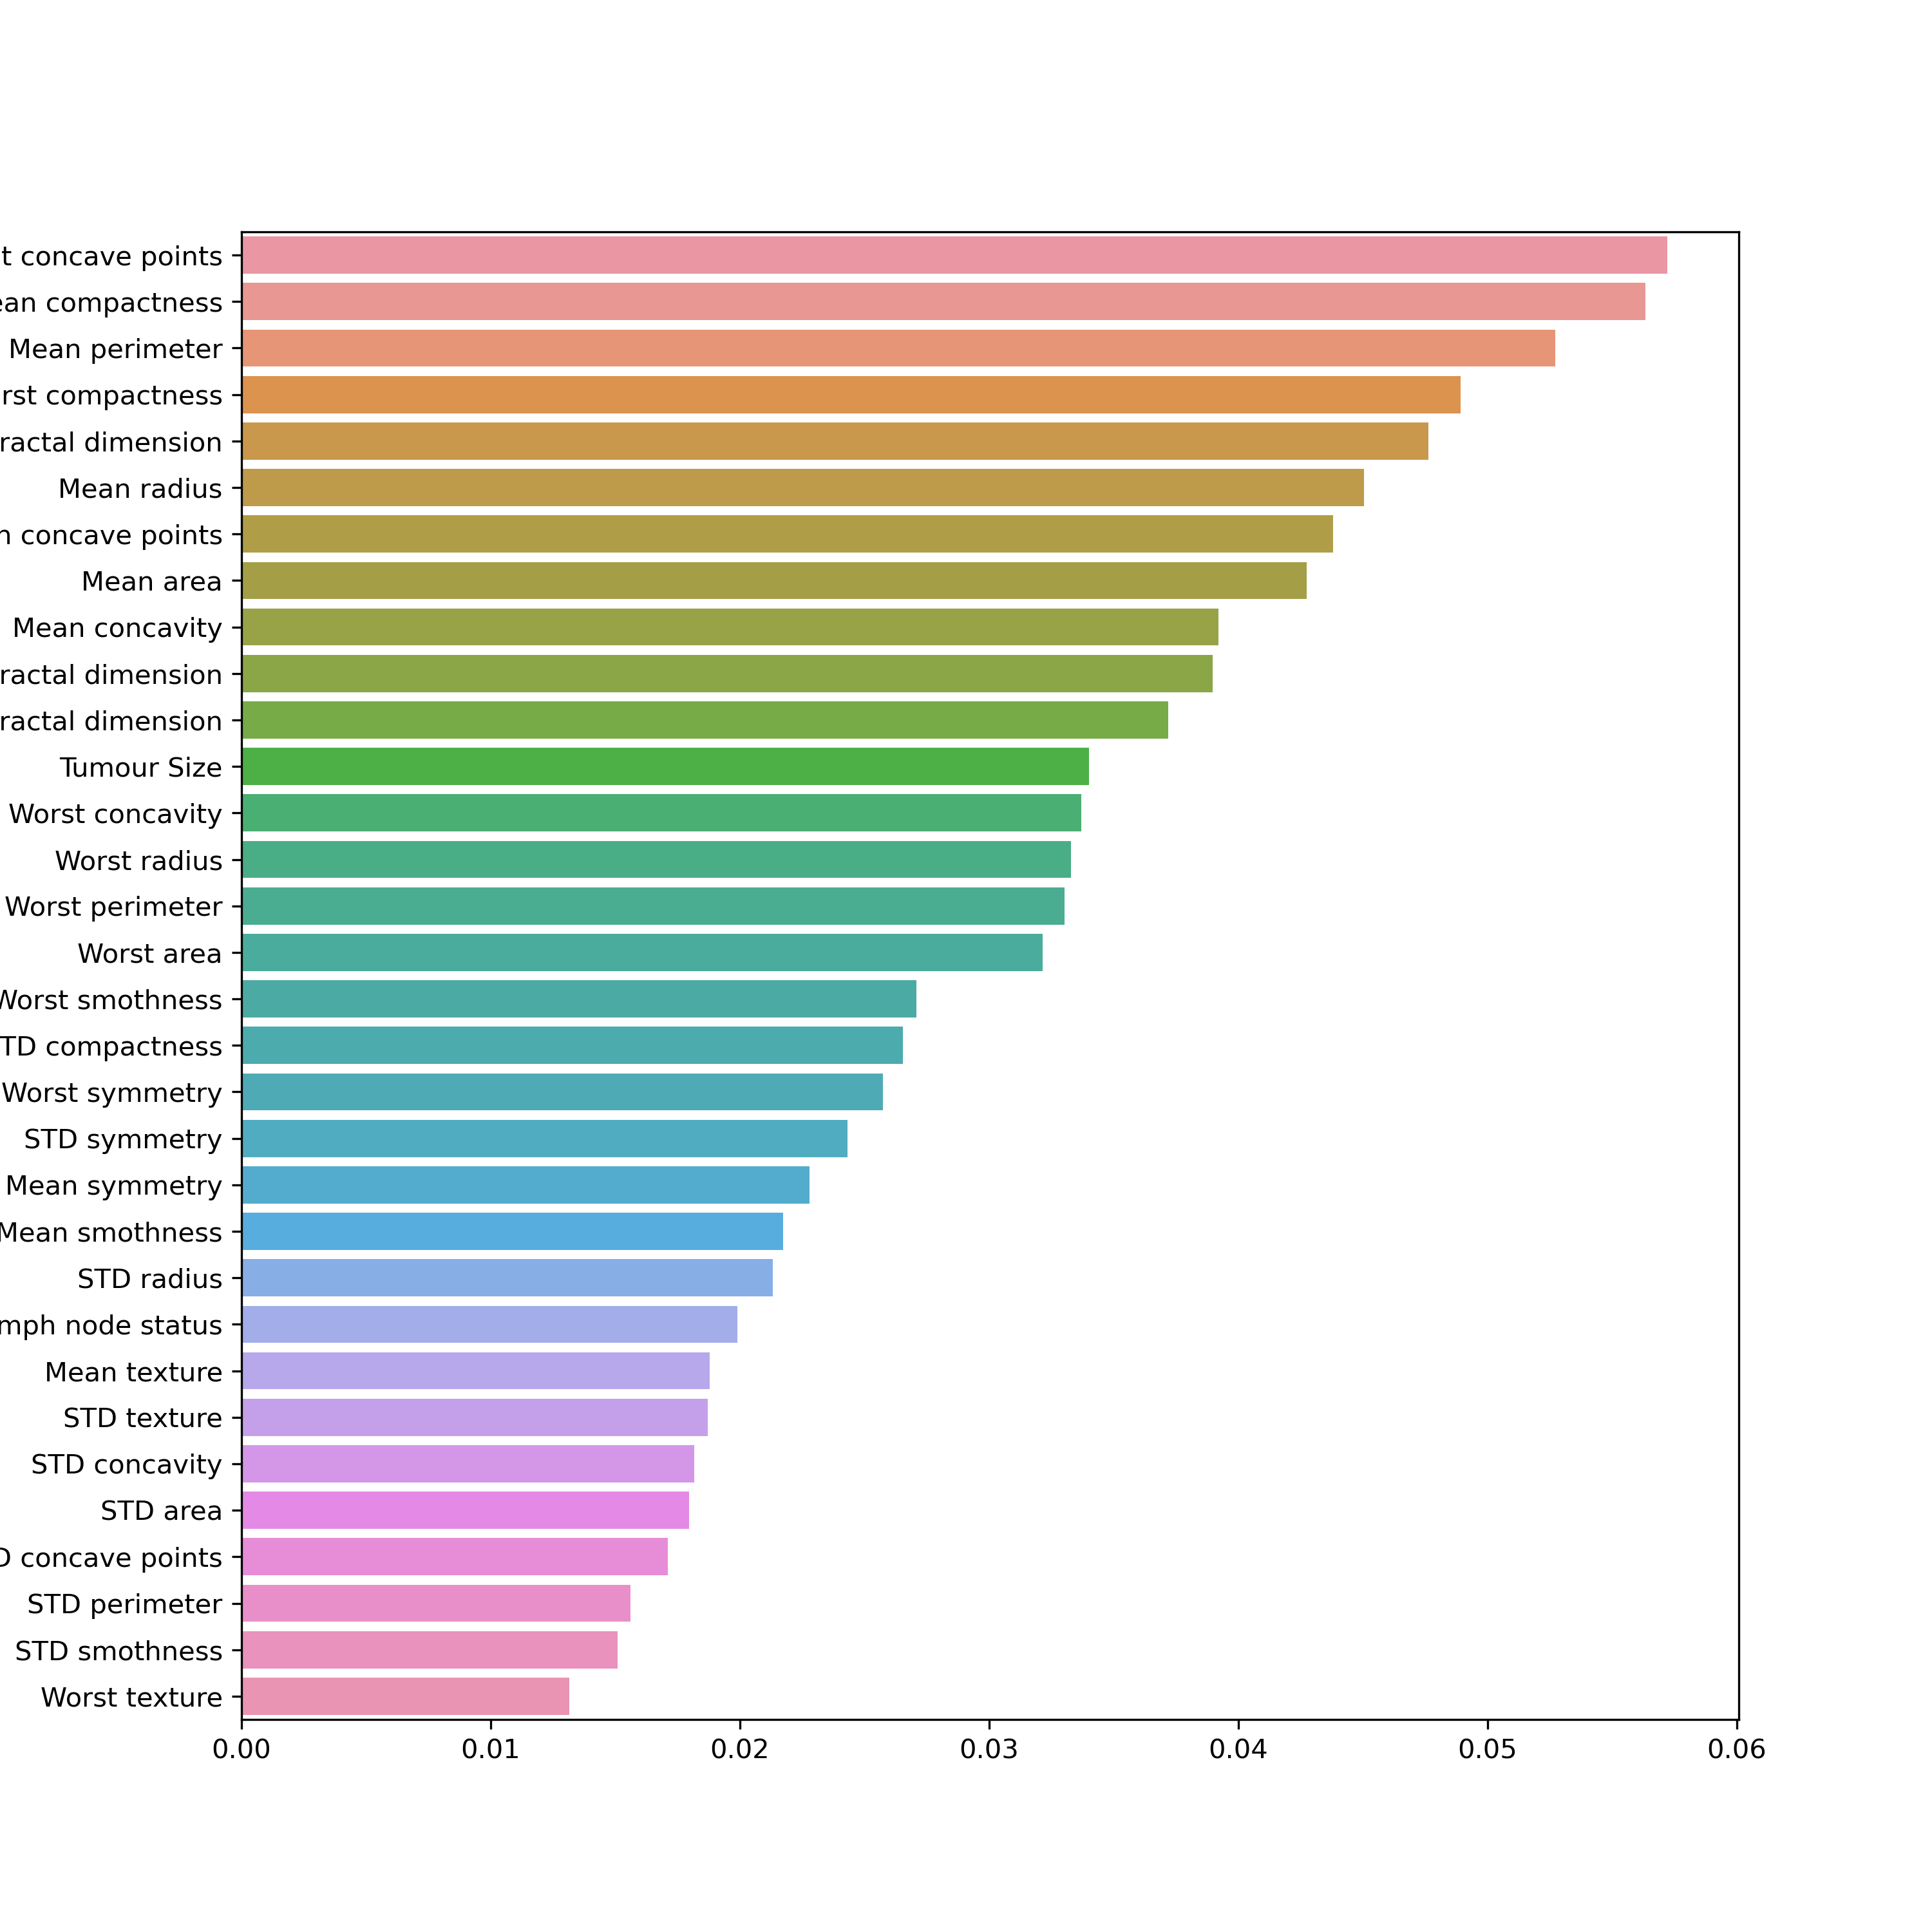 t concave points
ean compactness
Mean perimeter
rst compactness
ractal dimension
Mean radius
n concave points
Mean area
Mean concavity
ractal dimension
ractal dimension
Tumour Size
Worst concavity
Worst radius
Worst perimeter
Worst area
Worst smothness
TD compactness
Worst symmetry
STD symmetry
Mean symmetry
Mean smothness
STD radius
mph node status
Mean texture
STD texture
STD concavity
STD area
D concave points
STD perimeter
STD smothness
Worst texture
0.00 0.01 0.02 0.03 0.04 0.05 0.06